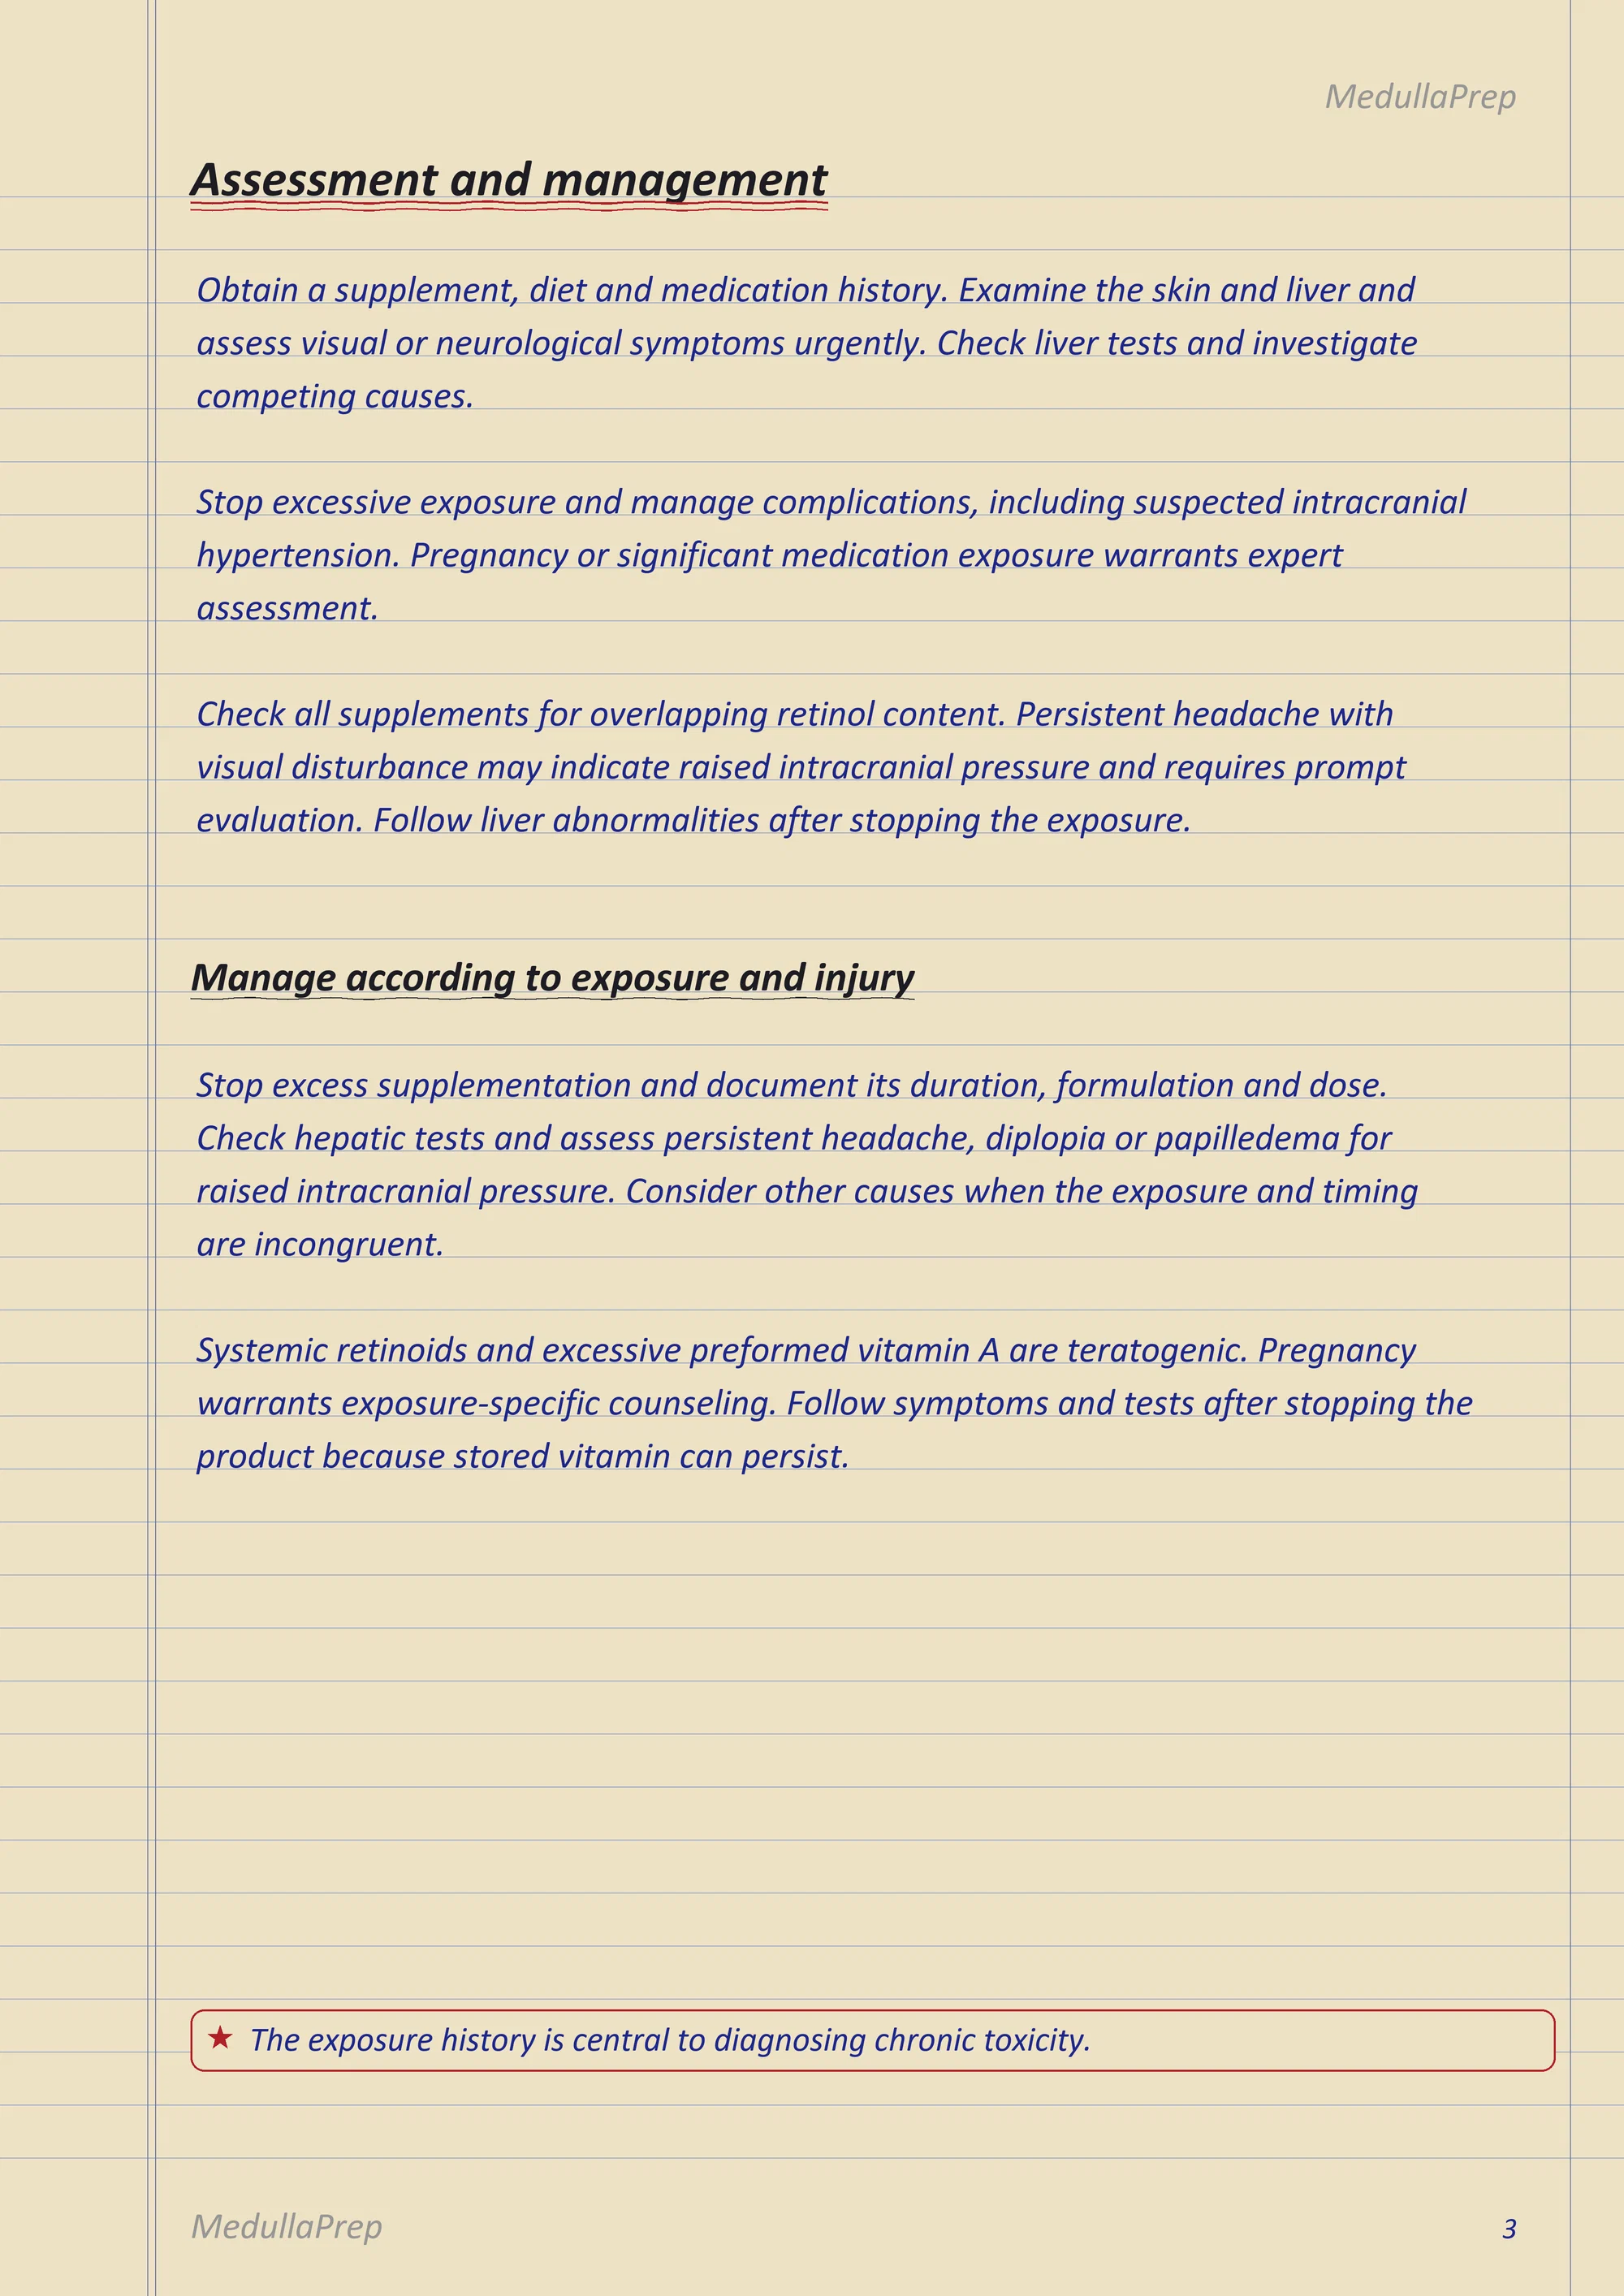 MedullaPrep
Assessment and management
Obtain a supplement, diet and medication history. Examine the skin and liver and
assess visual or neurological symptoms urgently. Check liver tests and investigate
competing causes.
Stop excessive exposure and manage complications, including suspected intracranial
hypertension. Pregnancy or significant medication exposure warrants expert
assessment.
Check all supplements for overlapping retinol content. Persistent headache with
visual disturbance may indicate raised intracranial pressure and requires prompt
evaluation. Follow liver abnormalities after stopping the exposure.
Manage according to exposure and injury
Stop excess supplementation and document its duration, formulation and dose.
Check hepatic tests and assess persistent headache, diplopia or papilledema for
raised intracranial pressure. Consider other causes when the exposure and timing
are incongruent.
Systemic retinoids and excessive preformed vitamin A are teratogenic. Pregnancy
warrants exposure-specific counseling. Follow symptoms and tests after stopping the
product because stored vitamin can persist.
★ The exposure history is central to diagnosing chronic toxicity.
MedullaPrep
3